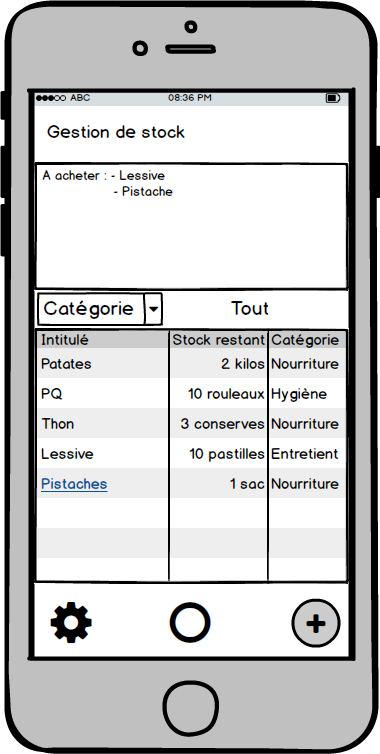 ABC 08:36 PM
Gestion de stock
A acheter : - Lessive
- Pistache
Catégorie Tout
Intitulé Stock restant Catégorie
Patates 2 kilos Nourriture
PQ 10 rouleaux Hygiène
Thon 3 conserves Nourriture
Lessive 10 pastilles Entretient
Pistaches 1 sac Nourriture